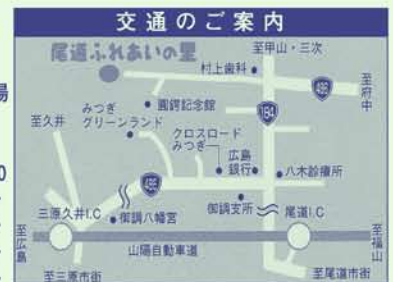 交通のご案内
尾道ふれあいの里
至甲山・三次
村上歯科
486
至府中
場
みつぎ
グリーンランド
圓鍔記念館
184
至久井
クロスロード
みつぎ
広島
銀行
八木診療所
0
486
三原久井I.C
御調八幡宮
御調支所
尾道I.C
至広島
山陽自動車道
至福山
至三原市街
至尾道市街